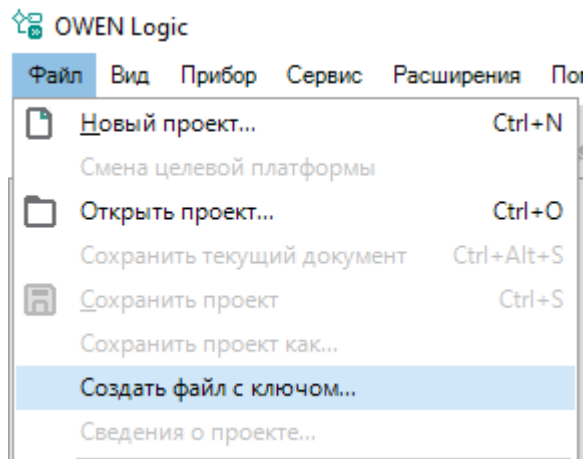 OWEN Logic
Файл Вид Прибор Сервис Расширения
Новый проект... Ctrl+N
Смена целевой платформы
Открыть проект... Ctrl+O
Сохранить текущий документ Ctrl+Alt+S
Сохранить проект Ctrl+S
Сохранить проект как...
Создать файл с ключом...
Сведения о проекте...